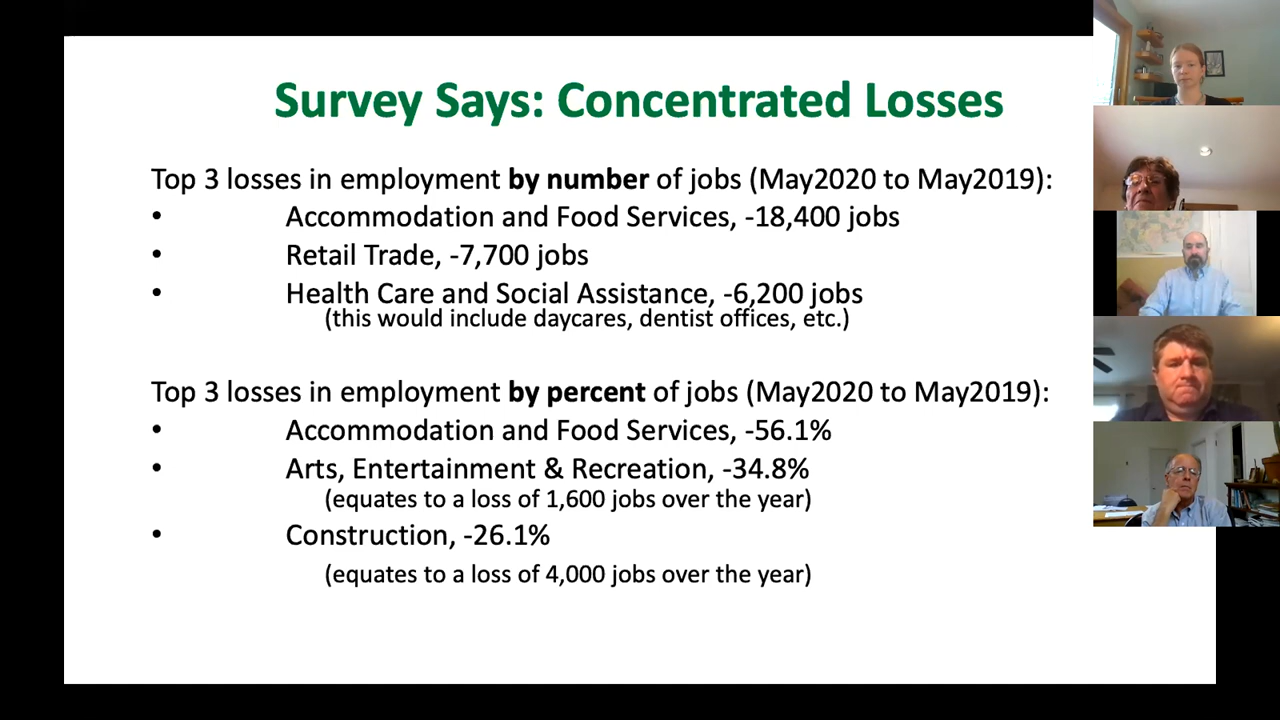 Survey Says: Concentrated Losses
Top 3 losses in employment by number of jobs (May2020 to May2019):
• Accommodation and Food Services, -18,400 jobs
• Retail Trade, -7,700 jobs
• Health Care and Social Assistance, -6,200 jobs
(this would include daycares, dentist offices, etc.)
Top 3 losses in employment by percent of jobs (May2020 to May2019):
• Accommodation and Food Services, -56.1%
• Arts, Entertainment & Recreation, -34.8%
(equates to a loss of 1,600 jobs over the year)
• Construction, -26.1%
(equates to a loss of 4,000 jobs over the year)